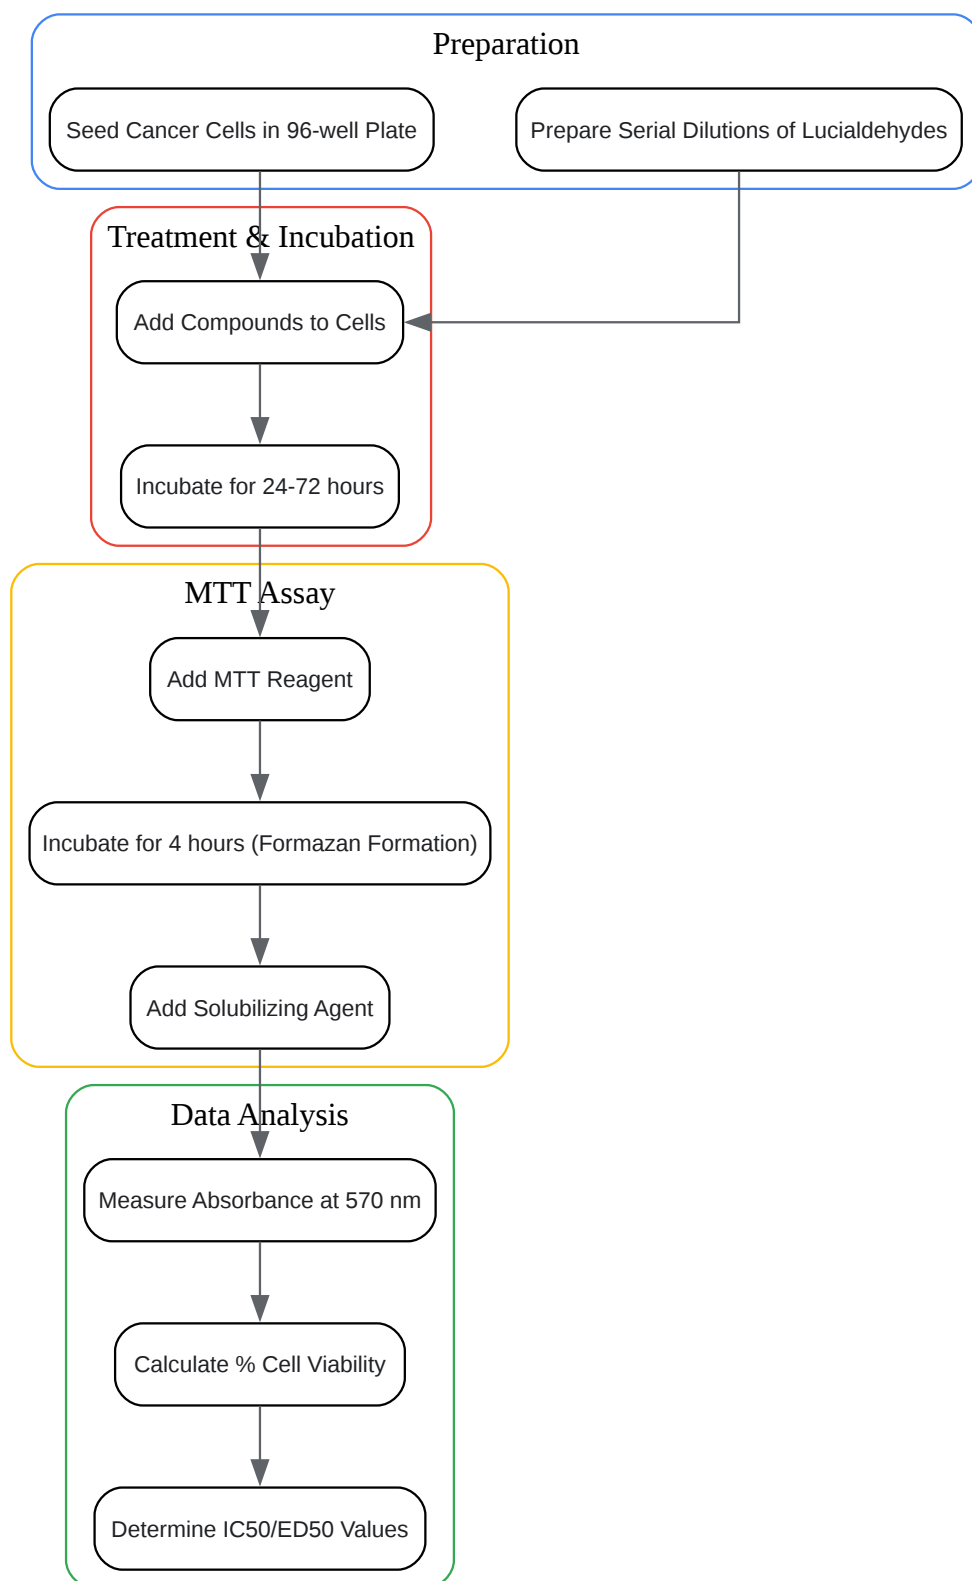 Preparation
Seed Cancer Cells in 96-well Plate
Prepare Serial Dilutions of Lucialdehydes
Treatment & Incubation
Add Compounds to Cells
Incubate for 24-72 hours
MTT Assay
Add MTT Reagent
Incubate for 4 hours (Formazan Formation)
Add Solubilizing Agent
Data Analysis
Measure Absorbance at 570 nm
Calculate % Cell Viability
Determine IC50/ED50 Values